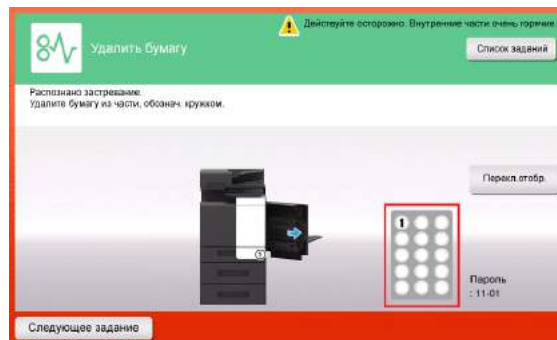 Действуйте осторожно. Внутренние части очень горячие.
Удалить бумагу
Список заданий
Распознано застревание.
Удалите бумагу из части, обознач. кружком.
Перекл.отобр.
1
1
Пароль
: 11-01
Следующее задание